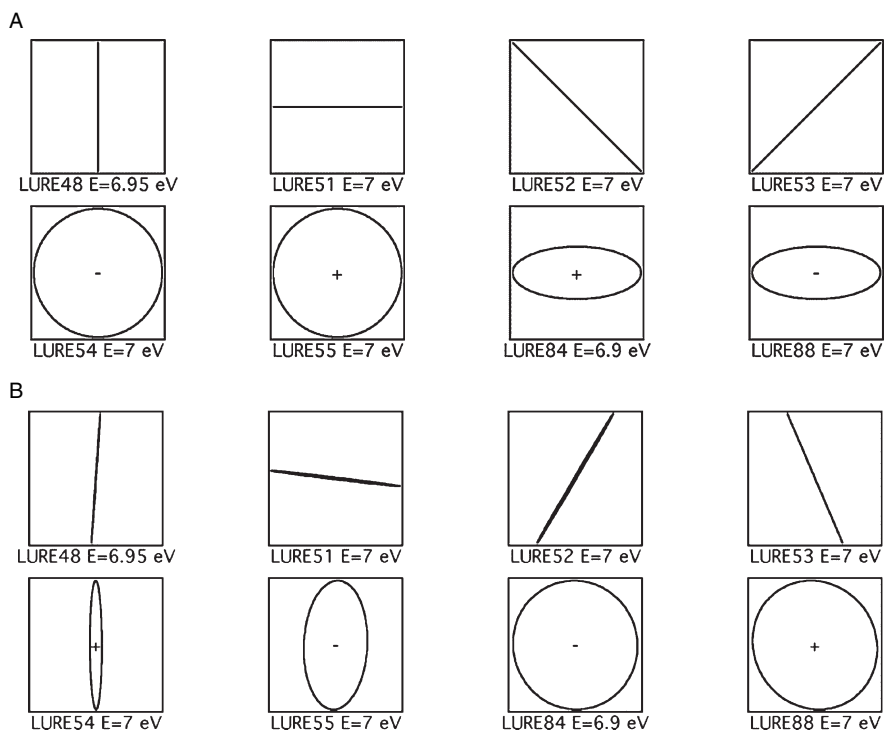 A
LURE48 E=6.95 eV LURE51 E=7 eV LURE52 E=7 eV LURE53 E=7 eV
- + + -
LURE54 E=7 eV LURE55 E=7 eV LURE84 E=6.9 eV LURE88 E=7 eV
B
LURE48 E=6.95 eV LURE51 E=7 eV LURE52 E=7 eV LURE53 E=7 eV
+ - - +
LURE54 E=7 eV LURE55 E=7 eV LURE84 E=6.9 eV LURE88 E=7 eV